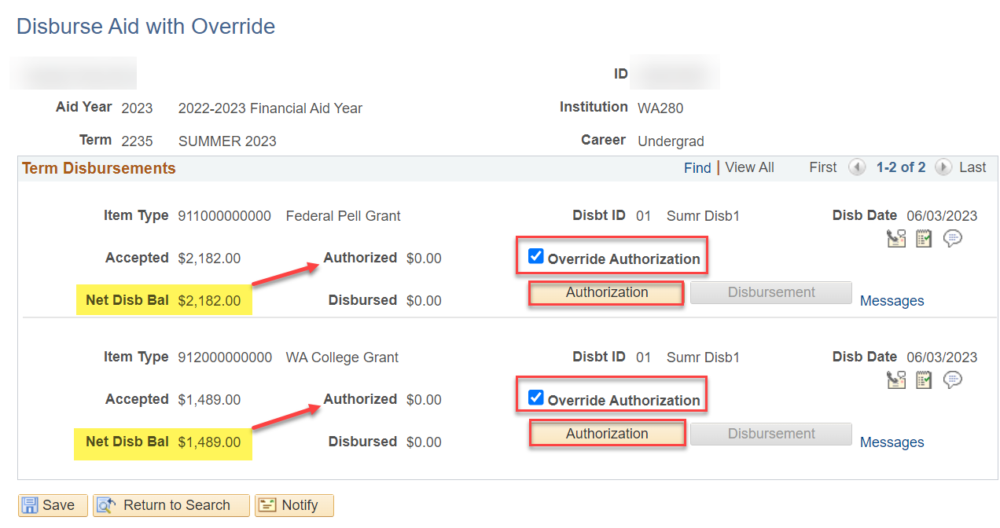 Disburse Aid with Override
ID
Aid Year 2023 2022-2023 Financial Aid Year Institution WA280
Term 2235 SUMMER 2023 Career Undergrad
Term Disbursements Find | View All First 1-2 of 2 Last
Item Type 911000000000 Federal Pell Grant Disbt ID 01 Sumr Disb1 Disb Date 06/03/2023
Accepted $2,182.00 Authorized $0.00 Override Authorization
Net Disb Bal $2,182.00 Disbursed $0.00 Authorization Disbursement Messages
Item Type 912000000000 WA College Grant Disbt ID 01 Sumr Disb1 Disb Date 06/03/2023
Accepted $1,489.00 Authorized $0.00 Override Authorization
Net Disb Bal $1,489.00 Disbursed $0.00 Authorization Disbursement Messages
Save Return to Search Notify